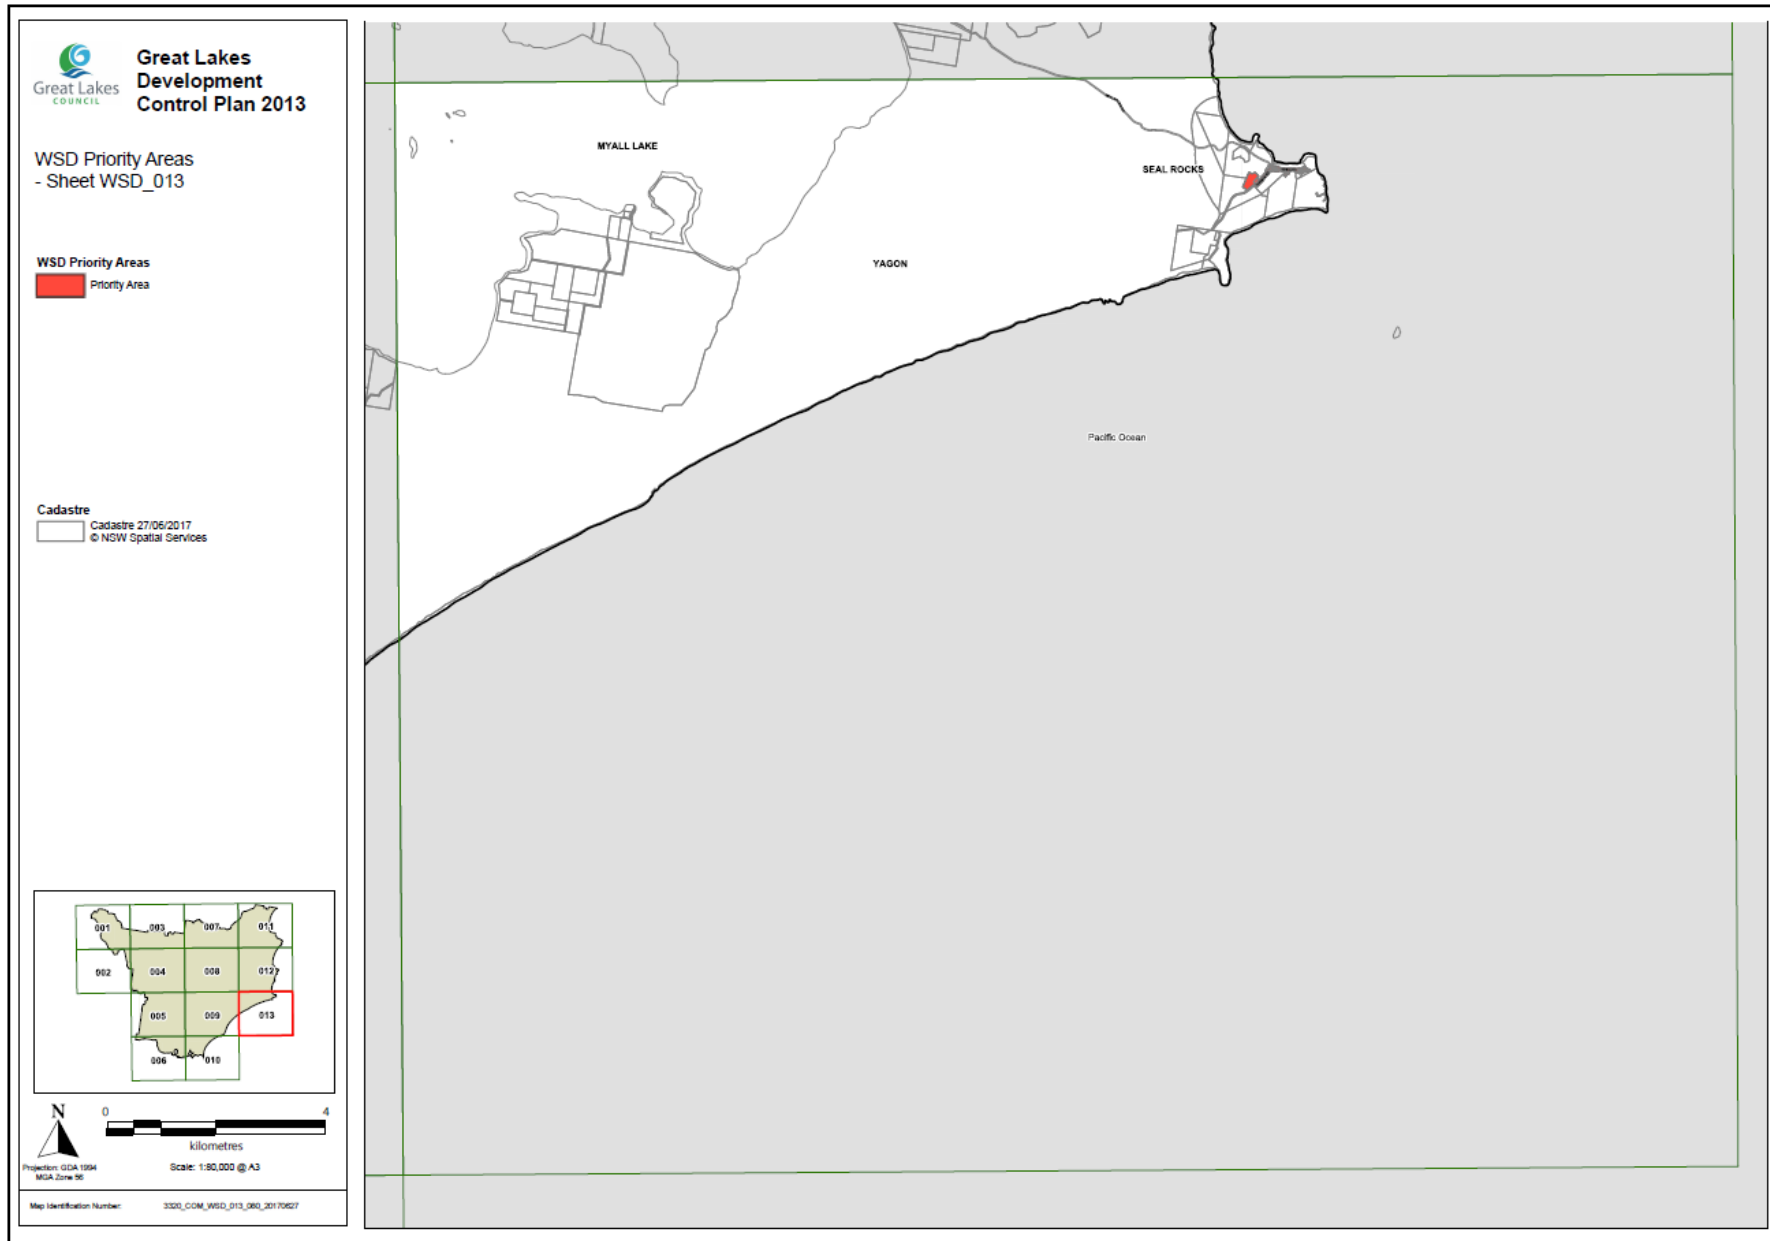 Great Lakes
COUNCIL
Great Lakes
Development
Control Plan 2013
WSD Priority Areas
- Sheet WSD_013
WSD Priority Areas
Priority Area
Cadastre
Cadastre 27/06/2017
© NSW Spatial Services
001
003
007
011
002
004
008
012
005
009
013
006
010
N
0
4
kilometres
Projection: GDA 1994
MGA Zone 56
Scale: 1:80,000 @ A3
Map Identification Number:
3320_COM_WSD_013_080_20170627
MYALL LAKE
SEAL ROCKS
YAGON
Pacific Ocean